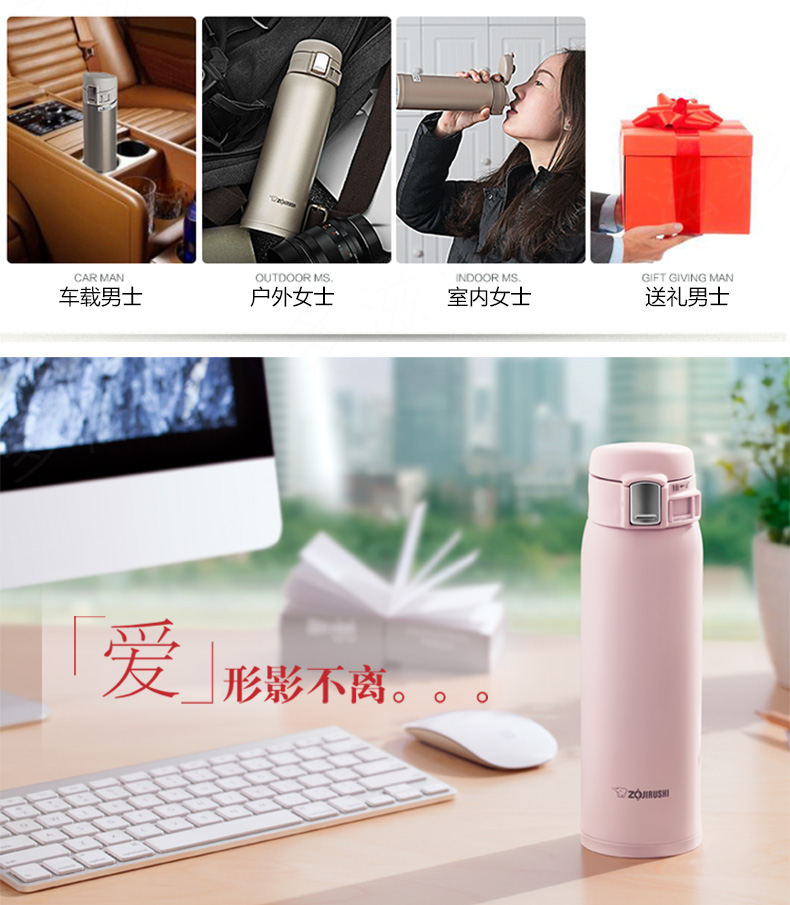 ZOJIRUSHI
CAR MAN
车载男士
OUTDOOR MS.
户外女士
INDOOR MS.
室内女士
GIFT GIVING MAN
送礼男士
「爱」形影不离。。。
ZOJIRUSHI